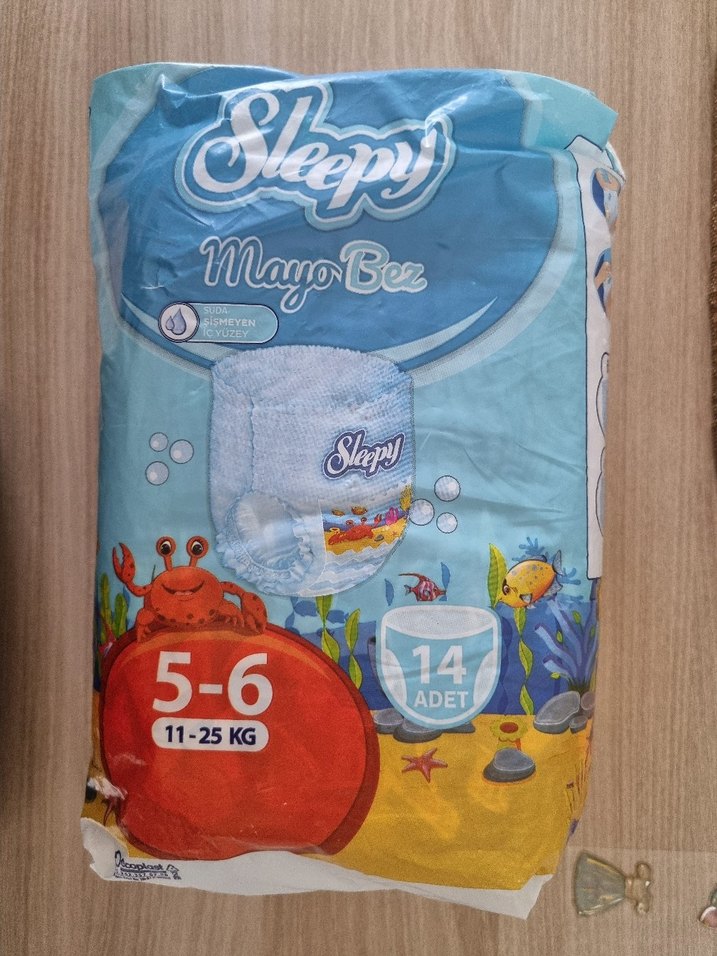 Sleepy
Mayo Bez
SUDA
ŞİŞMEYEN
İÇ YÜZEY
Sleepy
5-6
11-25 KG
14
ADET